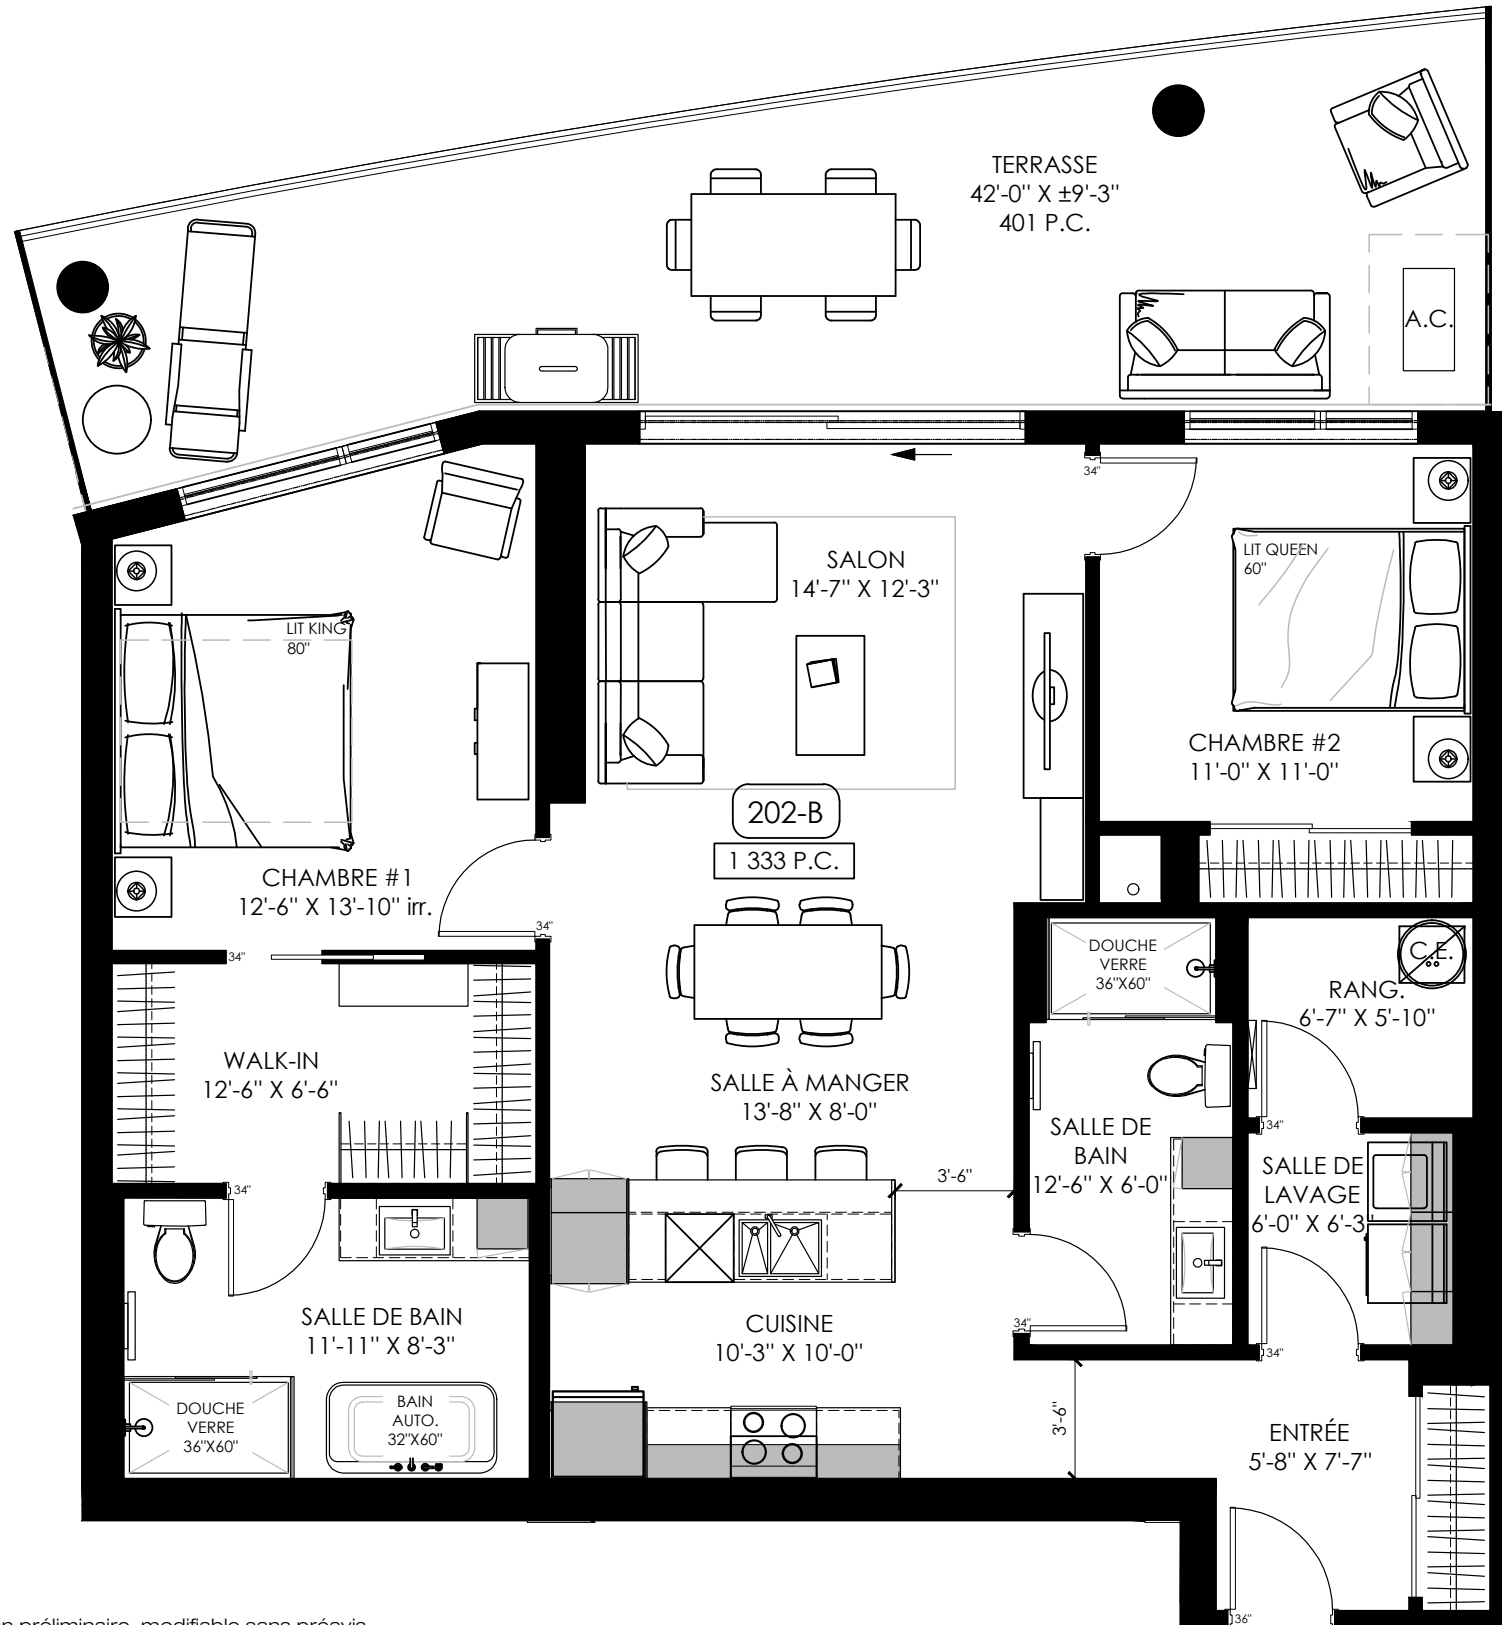 TERRASSE
42'-0" X ±9'-3"
401 P.C.
A.C.
34"
SALON
14'-7" X 12'-3"
LIT QUEEN
60"
LIT KING
80"
CHAMBRE #2
11'-0" X 11'-0"
202-B
1 333 P.C.
CHAMBRE #1
12'-6" X 13'-10" irr.
34"
34"
DOUCHE
VERRE
36"X60"
C.E.
RANG.
6'-7" X 5'-10"
WALK-IN
12'-6" X 6'-6"
SALLE À MANGER
13'-8" X 8'-0"
34"
SALLE DE
BAIN
12'-6" X 6'-0"
SALLE DE
LAVAGE
6'-0" X 6'-3
3'-6"
34"
SALLE DE BAIN
11'-11" X 8'-3"
CUISINE
10'-3" X 10'-0"
34"
34"
DOUCHE
VERRE
36"X60"
BAIN
AUTO.
32"X60"
3'-6"
ENTRÉE
5'-8" X 7'-7"
36"
préliminaire, modifiable sans préavis